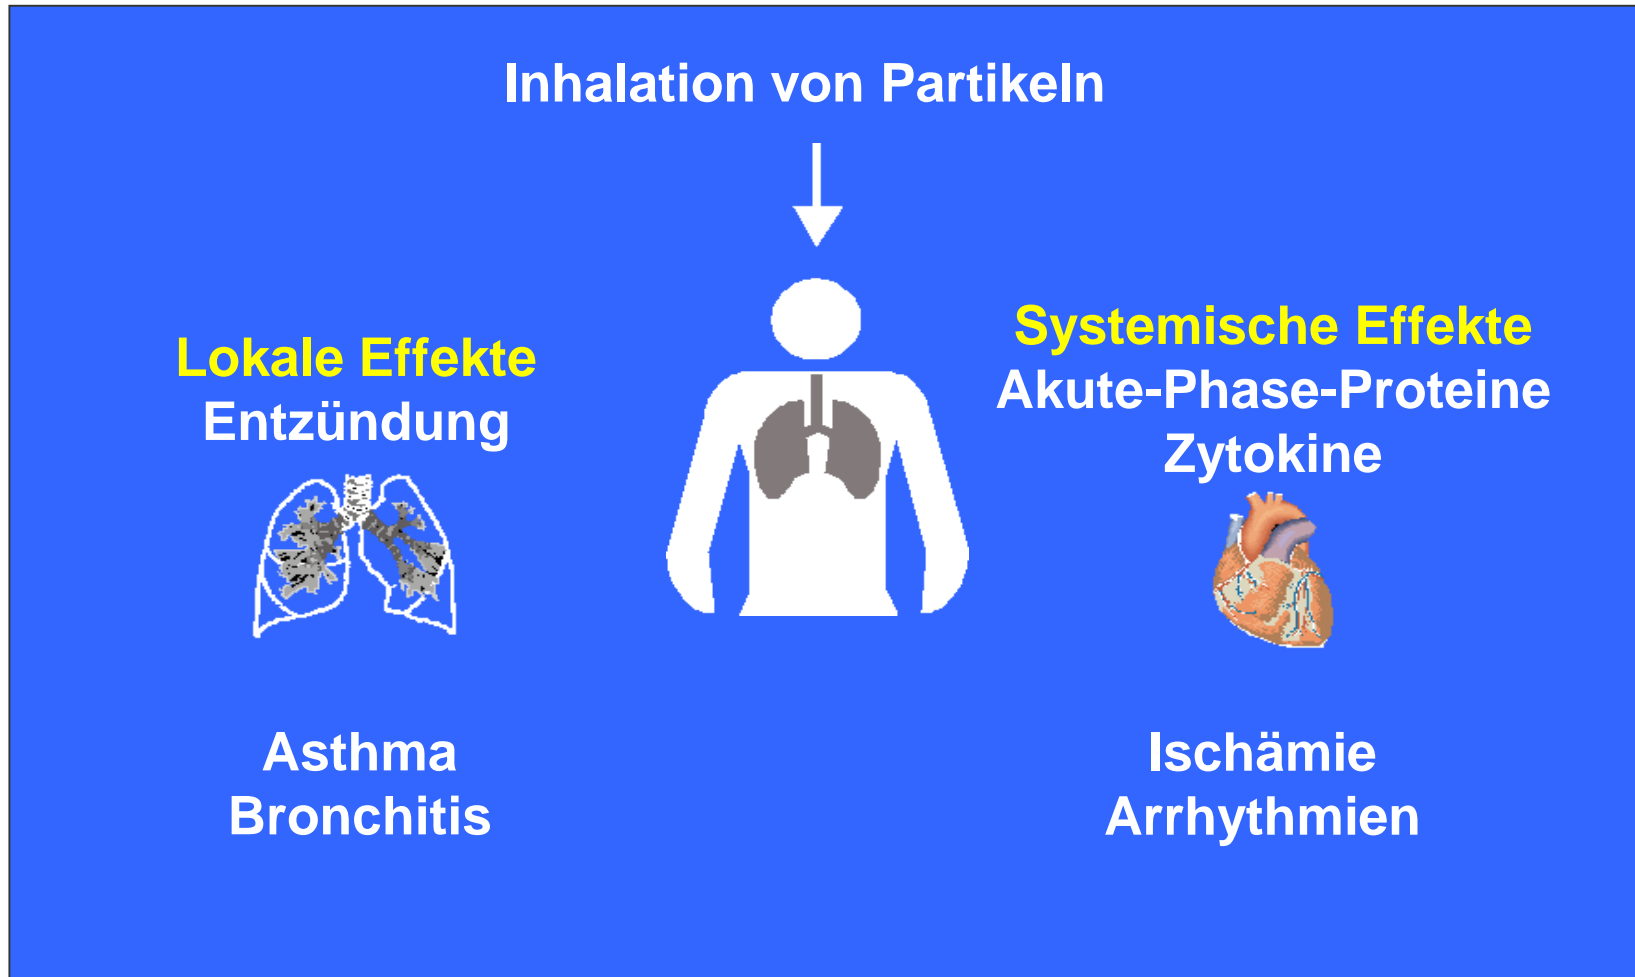 Inhalation von Partikeln
Lokale Effekte
Entzündung
Asthma
Bronchitis
Systemische Effekte
Akute-Phase-Proteine
Zytokine
Ischämie
Arrhythmien